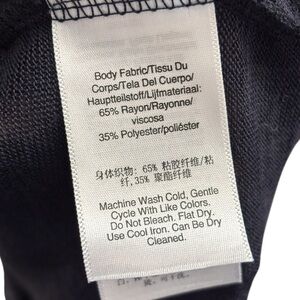 Body Fabric/Tissu Du
Corps/Tela Del Cuerpo/
Hauptteilstoff/Lijfmateriaal:
65% Rayon/Rayonne/
viscosa
35% Polyester/poliéster
身体织物: 65% 粘胶纤维/粘
纤,35% 聚酯纤维
Machine Wash Cold, Gentle
Cycle With Like Colors.
Do Not Bleach. Flat Dry.
Use Cool Iron. Can Be Dry
Cleaned.